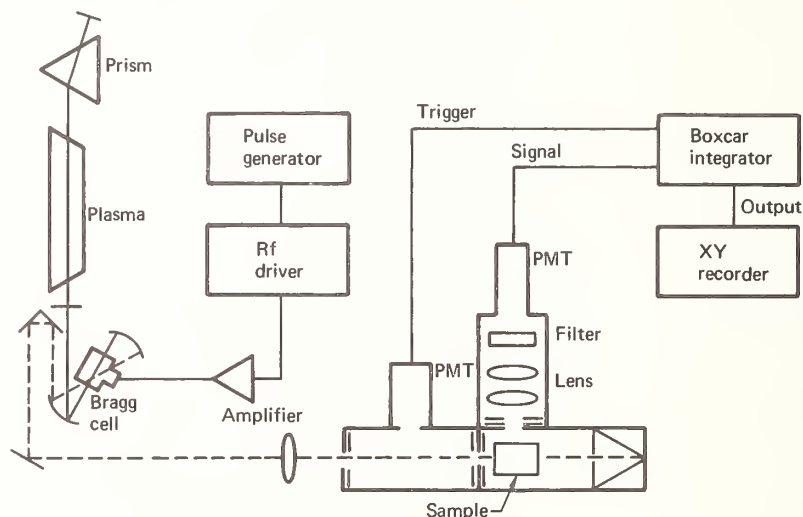 Prism
Plasma
Pulse
generator
Rf
driver
Bragg
cell
Amplifier
Trigger
Signal
PMT
PMT
Filter
Lens
Sample
Boxcar
integrator
Output
XY
recorder